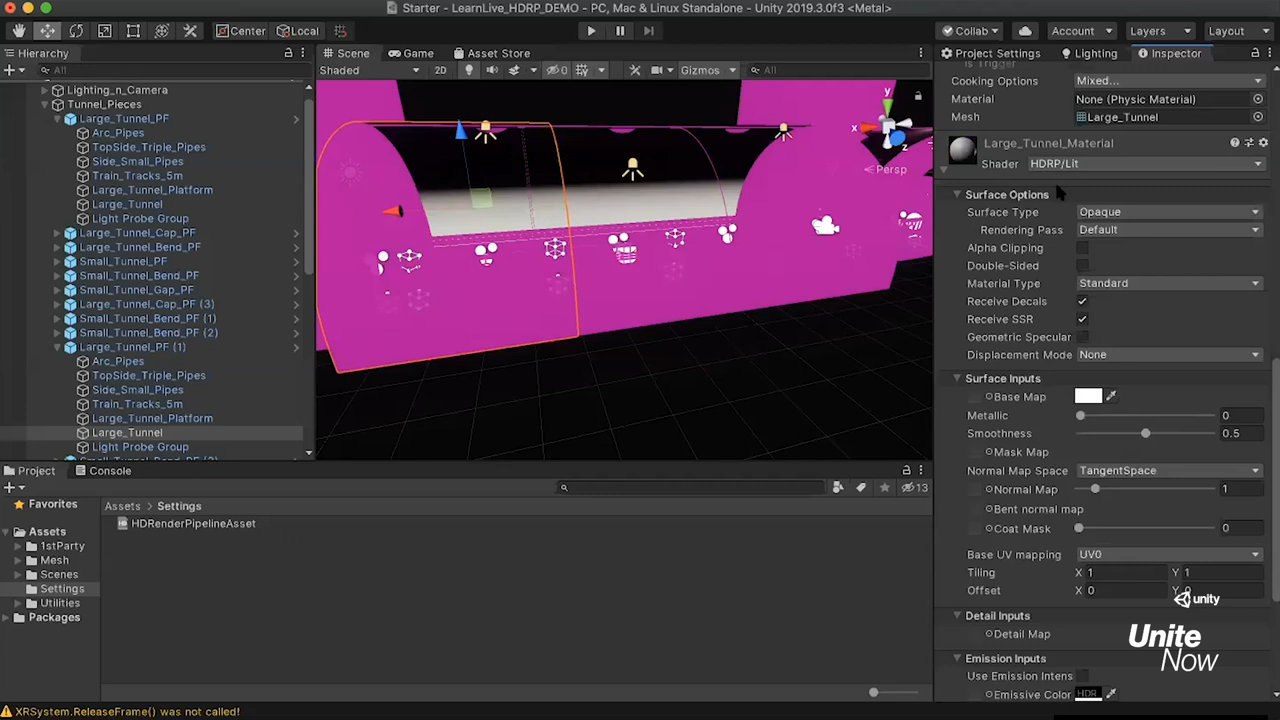 Starter - LearnLive_HDRP_DEMO - PC, Mac & Linux Standalone - Unity 2019.3.0f3 <Metal>
Center Local Collab Account Layers Layout
Hierarchy
All
Lighting_n_Camera
Tunnel_Pieces
Large_Tunnel_PF
Arc_Pipes
TopSide_Triple_Pipes
Side_Small_Pipes
Train_Tracks_5m
Large_Tunnel_Platform
Large_Tunnel
Light Probe Group
Large_Tunnel_Cap_PF
Large_Tunnel_Bend_PF
Small_Tunnel_PF
Small_Tunnel_Bend_PF
Small_Tunnel_Gap_PF
Large_Tunnel_Cap_PF (3)
Small_Tunnel_Bend_PF (1)
Small_Tunnel_Bend_PF (2)
Large_Tunnel_PF (1)
Arc_Pipes
TopSide_Triple_Pipes
Side_Small_Pipes
Train_Tracks_5m
Large_Tunnel_Platform
Large_Tunnel
Light Probe Group
Scene Game Asset Store
Shaded 2D 0 Gizmos All
y
x
z
Persp
Project Settings Lighting Inspector
Is Trigger
Cooking Options Mixed...
Material None (Physic Material)
Mesh Large_Tunnel
Large_Tunnel_Material
Shader HDRP/Lit
Surface Options
Surface Type Opaque
Rendering Pass Default
Alpha Clipping
Double-Sided
Material Type Standard
Receive Decals
Receive SSR
Geometric Specular
Displacement Mode None
Surface Inputs
Base Map
Metallic 0
Smoothness 0.5
Mask Map
Normal Map Space TangentSpace
Normal Map 1
Bent normal map
Coat Mask 0
Base UV mapping UV0
Tiling X 1 Y 1
Offset X 0 Y 0
Detail Inputs
Detail Map
Emission Inputs
Use Emission Intens
Emissive Color HDR
Project Console
13
Favorites
Assets
1stParty
Mesh
Scenes
Settings
Utilities
Packages
Assets > Settings
HDRenderPipelineAsset
unity
Unite
Now
XRSystem.ReleaseFrame() was not called!